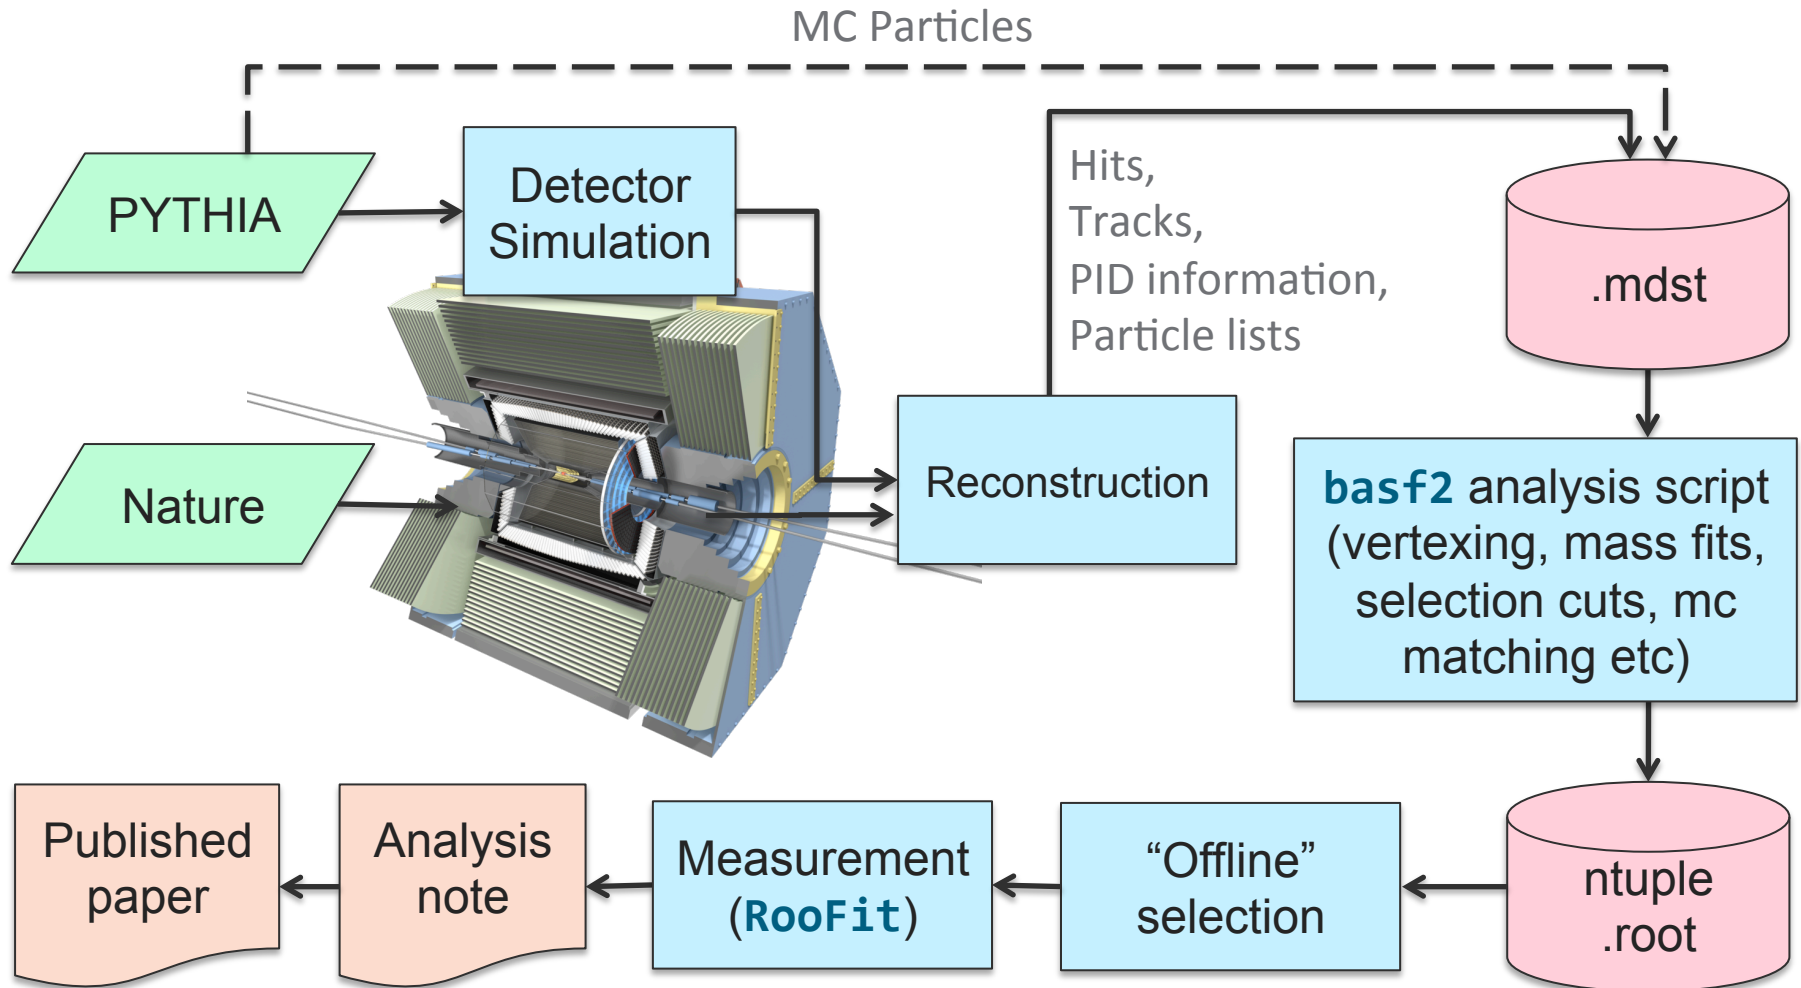 MC Particles
PYTHIA
Detector
Simulation
Hits,
Tracks,
PID information,
Particle lists
.mdst
Nature
Reconstruction
basf2 analysis script
(vertexing, mass fits,
selection cuts, mc
matching etc)
Published
paper
Analysis
note
Measurement
(RooFit)
“Offline”
selection
ntuple
.root